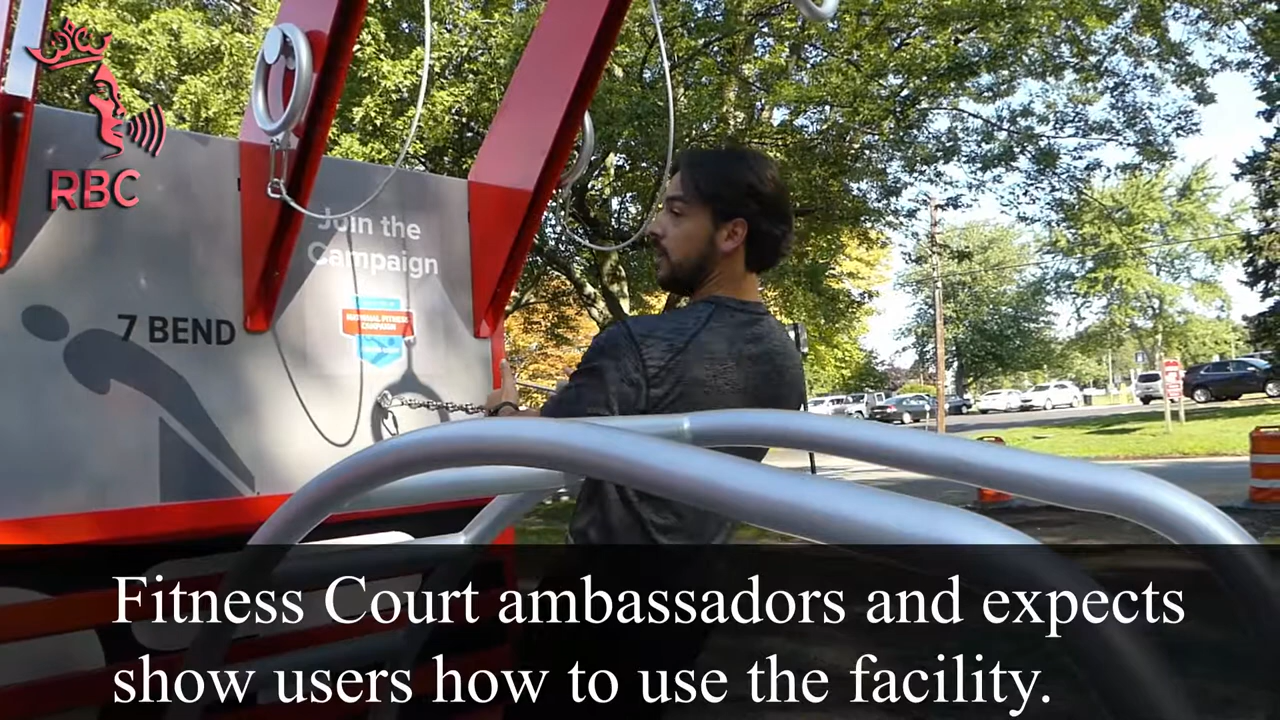 RBC
Join the
Campaign
NATIONAL FITNESS
CAMPAIGN
7 BEND
Fitness Court ambassadors and expects
show users how to use the facility.